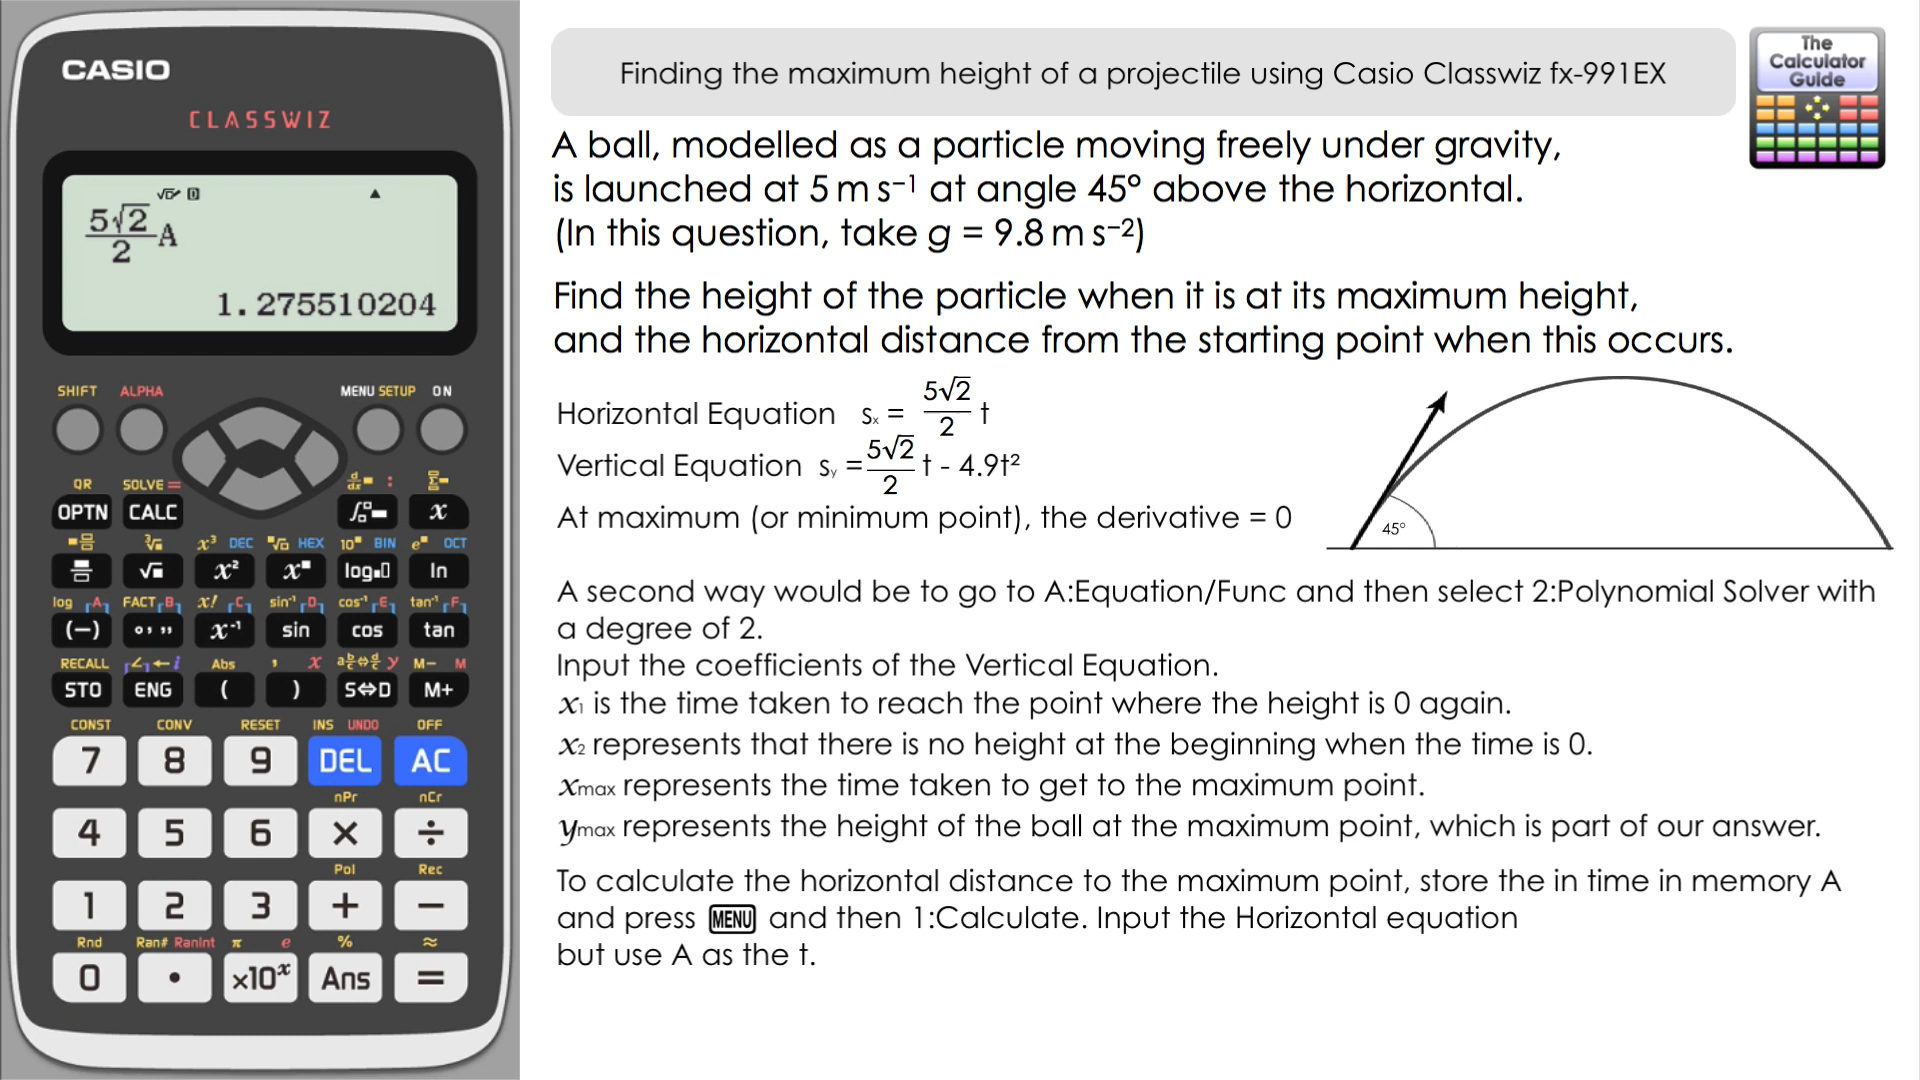 CASIO
CLASSWIZ
√▫⁄ D ▲
5√2/2 A
1.275510204
SHIFT ALPHA MENU SETUP ON
QR SOLVE = d/dx▪ : Σ▪
OPTN CALC ∫▪ x
▪▪/▪ ³√▪ x³ DEC ▪√▫ HEX 10▪ BIN e▪ OCT
▪/▪ √▪ x² x▪ log▪▫ ln
log A FACT B x! C sin⁻¹ D cos⁻¹ E tan⁻¹ F
(−) ° ' '' x⁻¹ sin cos tan
RECALL ∠ ← i Abs , x a b/c⇔d/c y M− M
STO ENG ( ) S⇔D M+
CONST CONV RESET INS UNDO OFF
7 8 9 DEL AC
nPr nCr
4 5 6 × ÷
Pol Rec
1 2 3 + −
Rnd Ran# RanInt π e % ≈
0 • ×10ˣ Ans =
Finding the maximum height of a projectile using Casio Classwiz fx-991EX
The
Calculator
Guide
A ball, modelled as a particle moving freely under gravity,
is launched at 5 m s⁻¹ at angle 45° above the horizontal.
(In this question, take g = 9.8 m s⁻²)
Find the height of the particle when it is at its maximum height,
and the horizontal distance from the starting point when this occurs.
Horizontal Equation sₓ = 5√2/2 t
Vertical Equation sᵧ = 5√2/2 t - 4.9t²
At maximum (or minimum point), the derivative = 0
45°
A second way would be to go to A:Equation/Func and then select 2:Polynomial Solver with
a degree of 2.
Input the coefficients of the Vertical Equation.
x₁ is the time taken to reach the point where the height is 0 again.
x₂ represents that there is no height at the beginning when the time is 0.
xmax represents the time taken to get to the maximum point.
ymax represents the height of the ball at the maximum point, which is part of our answer.
To calculate the horizontal distance to the maximum point, store the in time in memory A
and press MENU and then 1:Calculate. Input the Horizontal equation
but use A as the t.